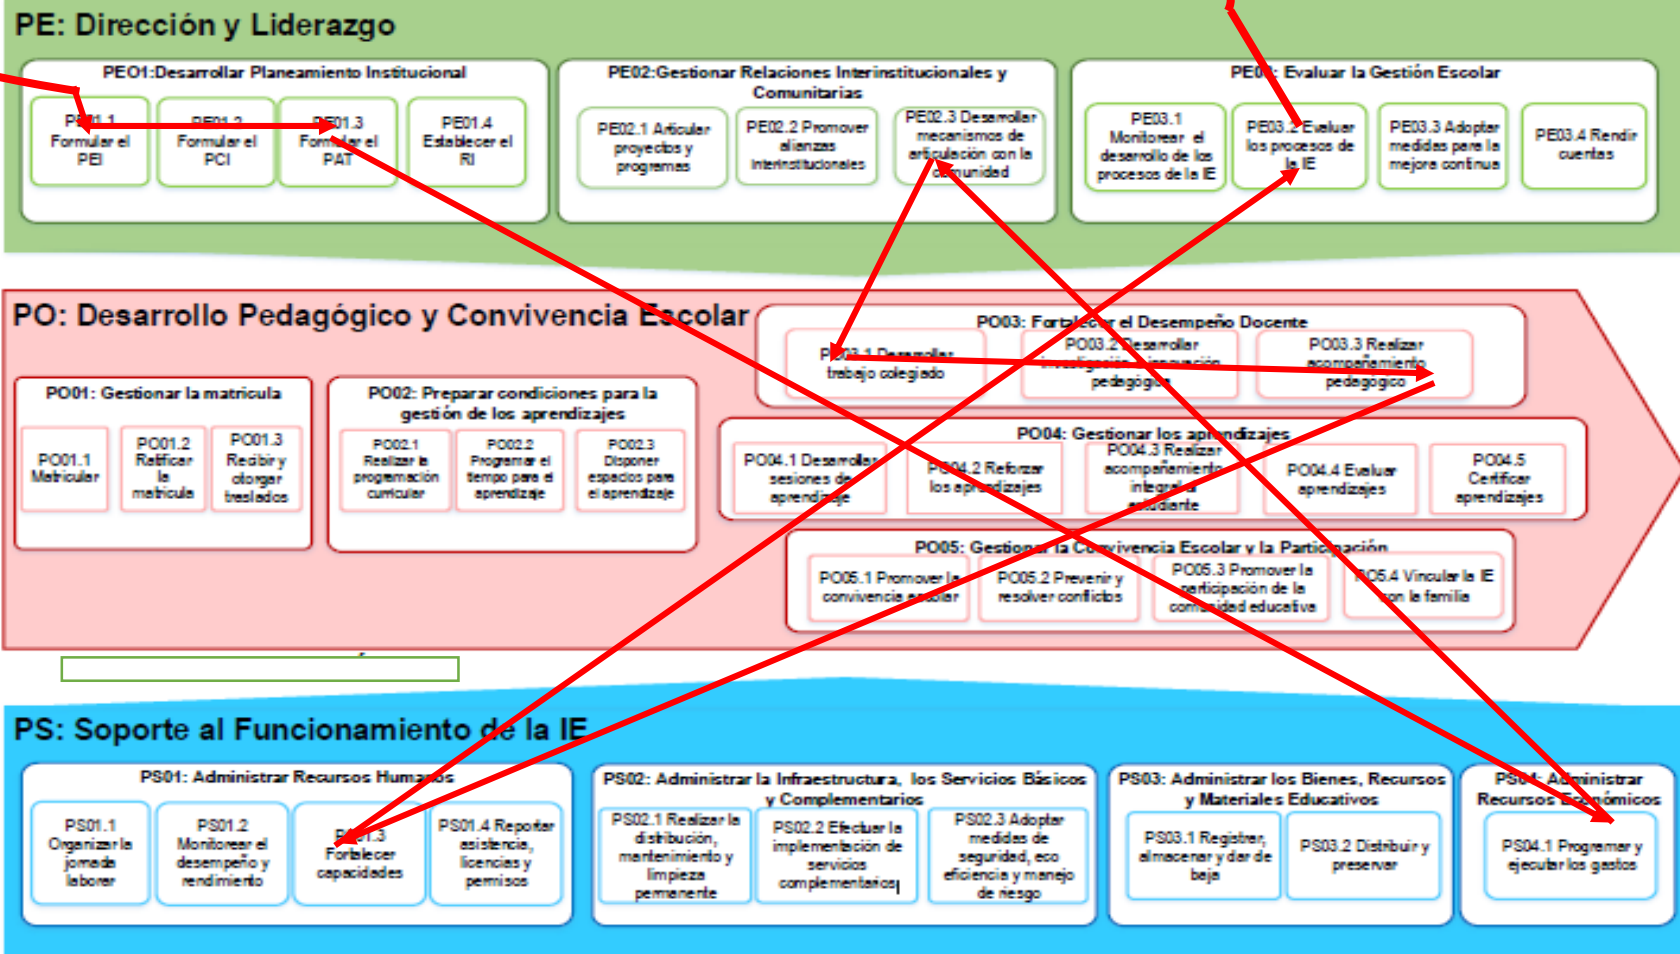 PE: Dirección y Liderazgo
PEO1:Desarrollar Planeamiento Institucional
PE01.1
Formular el
PEI
PE01.2
Formular el
PCI
PE01.3
Formular el
PAT
PE01.4
Establecer el
RI
PE02:Gestionar Relaciones Interinstitucionales y
Comunitarias
PE02.1 Articular
proyectos y
programas
PE02.2 Promover
alianzas
interinstitucionales
PE02.3 Desarrollar
mecanismos de
articulación con la
comunidad
PE03: Evaluar la Gestión Escolar
PE03.1
Monitorear el
desarrollo de los
procesos de la IE
PE03.2 Evaluar
los procesos de
la IE
PE03.3 Adoptar
medidas para la
mejora continua
PE03.4 Rendir
cuentas
PO: Desarrollo Pedagógico y Convivencia Escolar
PO01: Gestionar la matricula
PO01.1
Matricular
PO01.2
Ratificar
la
matricula
PO01.3
Recibir y
otorgar
traslados
PO02: Preparar condiciones para la
gestión de los aprendizajes
PO02.1
Realizar la
programación
curricular
PO02.2
Programar el
tiempo para el
aprendizaje
PO02.3
Disponer
espacios para
el aprendizaje
PO03: Fortalecer el Desempeño Docente
PO03.1 Desarrollar
trabajo colegiado
PO03.2 Desarrollar
investigación e innovación
pedagógica
PO03.3 Realizar
acompañamiento
pedagógico
PO04: Gestionar los aprendizajes
PO04.1 Desarrollar
sesiones de
aprendizaje
PO04.2 Reforzar
los aprendizajes
PO04.3 Realizar
acompañamiento
integral al
estudiante
PO04.4 Evaluar
aprendizajes
PO04.5
Certificar
aprendizajes
PO05: Gestionar la Convivencia Escolar y la Participación
PO05.1 Promover la
convivencia escolar
PO05.2 Prevenir y
resolver conflictos
PO05.3 Promover la
participación de la
comunidad educativa
PO5.4 Vincular la IE
con la familia
PS: Soporte al Funcionamiento de la IE
PS01: Administrar Recursos Humanos
PS01.1
Organizar la
jornada
laborar
PS01.2
Monitorear el
desempeño y
rendimiento
PS01.3
Fortalecer
capacidades
PS01.4 Reportar
asistencia,
licencias y
permisos
PS02: Administrar la Infraestructura, los Servicios Básicos
y Complementarios
PS02.1 Realizar la
distribución,
mantenimiento y
limpieza
permanente
PS02.2 Efectuar la
implementación de
servicios
complementarios
PS02.3 Adoptar
medidas de
seguridad, eco
eficiencia y manejo
de riesgo
PS03: Administrar los Bienes, Recursos
y Materiales Educativos
PS03.1 Registrar,
almacenar y dar de
baja
PS03.2 Distribuir y
preservar
PS04: Administrar
Recursos Económicos
PS04.1 Programar y
ejecutar los gastos